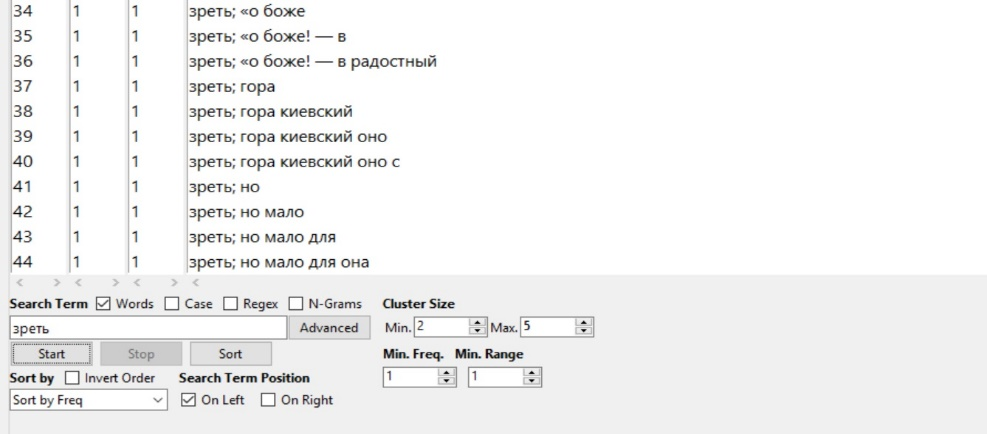 34 1 1 зреть; «о боже
35 1 1 зреть; «о боже! — в
36 1 1 зреть; «о боже! — в радостный
37 1 1 зреть; гора
38 1 1 зреть; гора киевский
39 1 1 зреть; гора киевский оно
40 1 1 зреть; гора киевский оно с
41 1 1 зреть; но
42 1 1 зреть; но мало
43 1 1 зреть; но мало для
44 1 1 зреть; но мало для она
Search Term Words Case Regex N-Grams Cluster Size
зреть Advanced Min. 2 Max. 5
Start Stop Sort Min. Freq. Min. Range
1 1
Sort by Invert Order Search Term Position
Sort by Freq On Left On Right